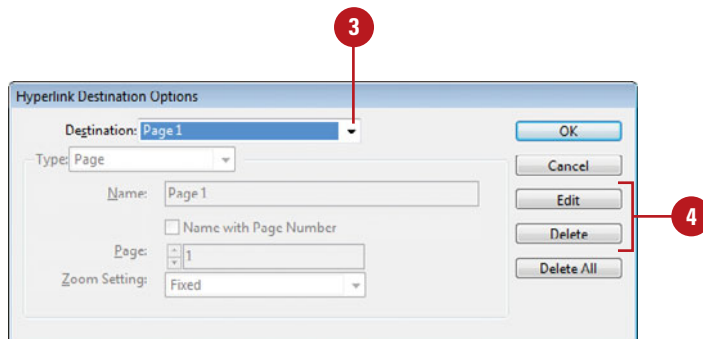 3
Hyperlink Destination Options
Destination: Page 1
OK
Type: Page
Cancel
Name: Page 1
Edit
Name with Page Number
4
Delete
Page: 1
Delete All
Zoom Setting: Fixed